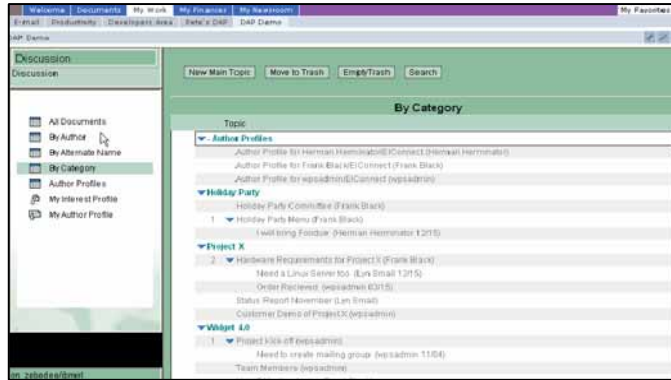 Welcome Documents My Work My Finances My Newsroom My Favorites
E-mail Productivity Developers Area Pete's DAP DAP Demo
DAP Demo
Discussion
Discussion
New Main Topic Move to Trash Empty Trash Search
By Category
Topic
All Documents
By Author
By Alternate Name
By Category
Author Profiles
My Interest Profile
My Author Profile
- Author Profiles
Author Profile for Herman Herminator/EIConnect (Herman Herminator)
Author Profile for Frank Black/EIConnect (Frank Black)
Author Profile for wpsadmin/EIConnect (wpsadmin)
Holiday Party
Holiday Party Committee (Frank Black)
1 Holiday Party Menu (Frank Black)
I will bring Fondue (Herman Herminator 12/15)
Project X
2 Hardware Requirements for Project X (Frank Black)
Need a Linux Server too (Lyn Small 12/15)
Order Recieved (wpsadmin 03/15)
Status Report November (Lyn Small)
Customer Demo of Project X (wpsadmin)
Widget 4.0
1 Project Kick-off (wpsadmin)
Need to create mailing group (wpsadmin 11/04)
Team Members (wpsadmin)
on zebedee/ibmerl